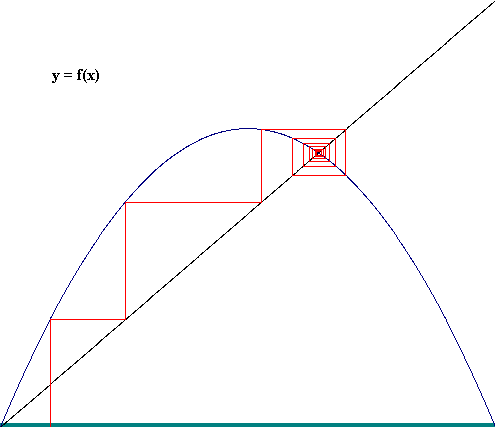 y = f(x)